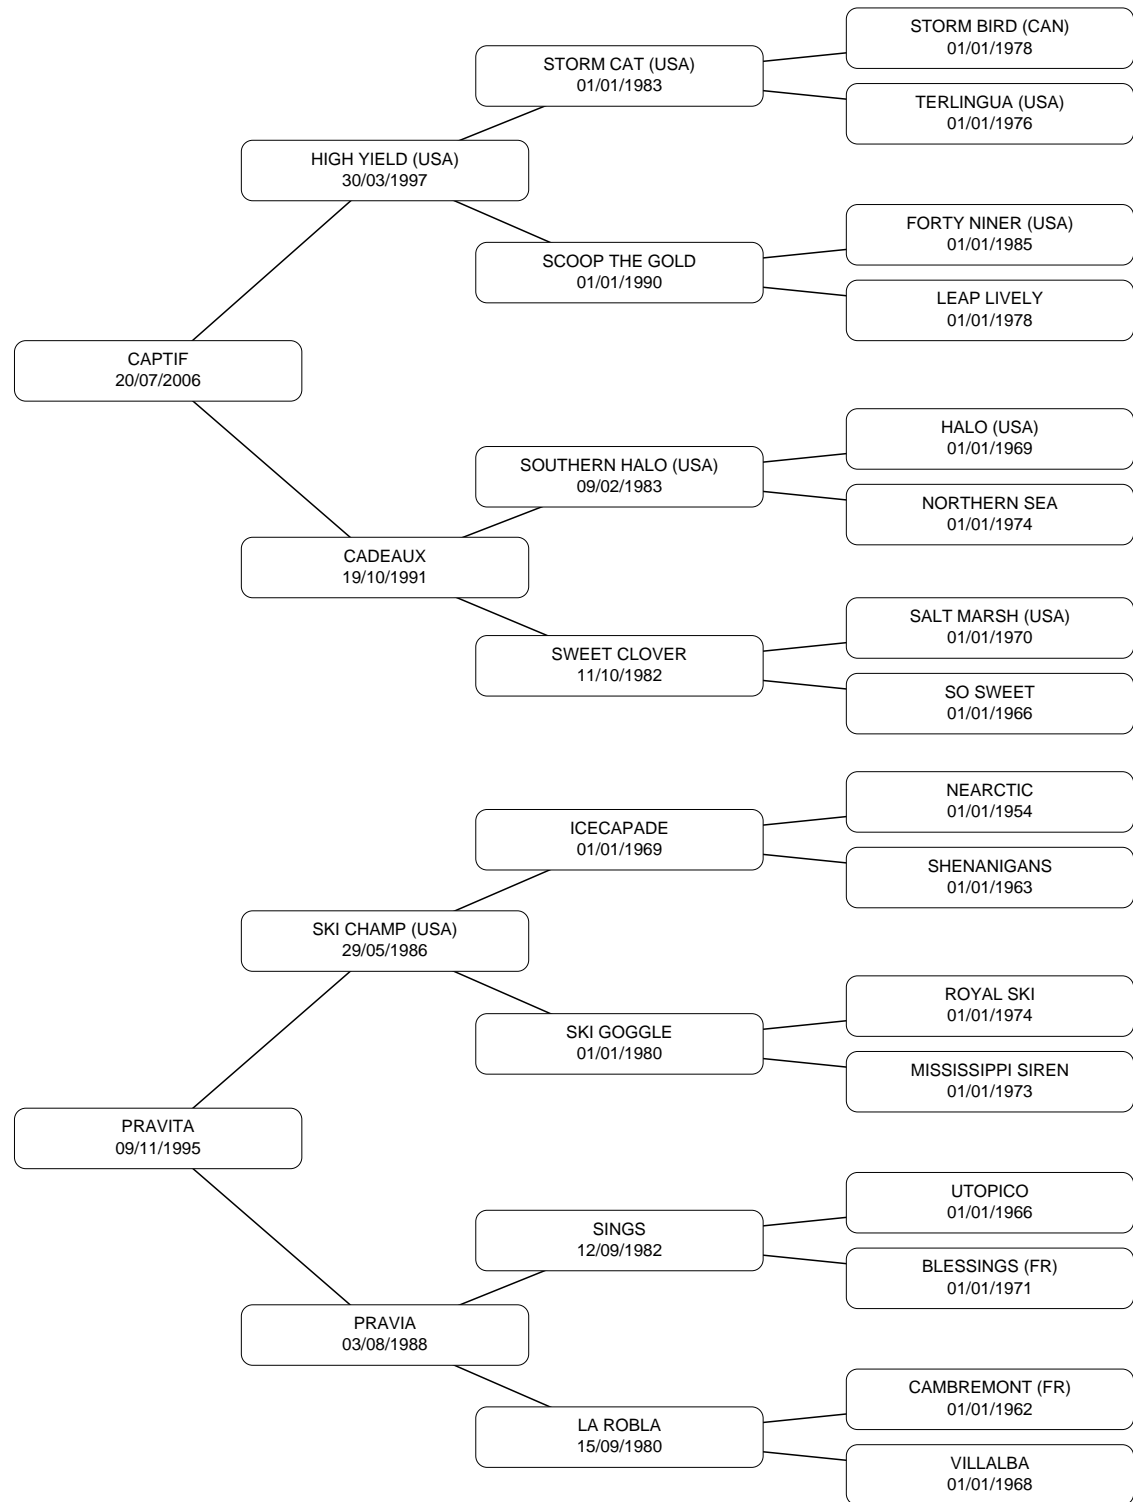 STORM BIRD (CAN)
01/01/1978
STORM CAT (USA)
01/01/1983
TERLINGUA (USA)
01/01/1976
HIGH YIELD (USA)
30/03/1997
FORTY NINER (USA)
01/01/1985
SCOOP THE GOLD
01/01/1990
LEAP LIVELY
01/01/1978
CAPTIF
20/07/2006
HALO (USA)
01/01/1969
SOUTHERN HALO (USA)
09/02/1983
NORTHERN SEA
01/01/1974
CADEAUX
19/10/1991
SALT MARSH (USA)
01/01/1970
SWEET CLOVER
11/10/1982
SO SWEET
01/01/1966
NEARCTIC
01/01/1954
ICECAPADE
01/01/1969
SHENANIGANS
01/01/1963
SKI CHAMP (USA)
29/05/1986
ROYAL SKI
01/01/1974
SKI GOGGLE
01/01/1980
MISSISSIPPI SIREN
01/01/1973
PRAVITA
09/11/1995
UTOPICO
01/01/1966
SINGS
12/09/1982
BLESSINGS (FR)
01/01/1971
PRAVIA
03/08/1988
CAMBREMONT (FR)
01/01/1962
LA ROBLA
15/09/1980
VILLALBA
01/01/1968